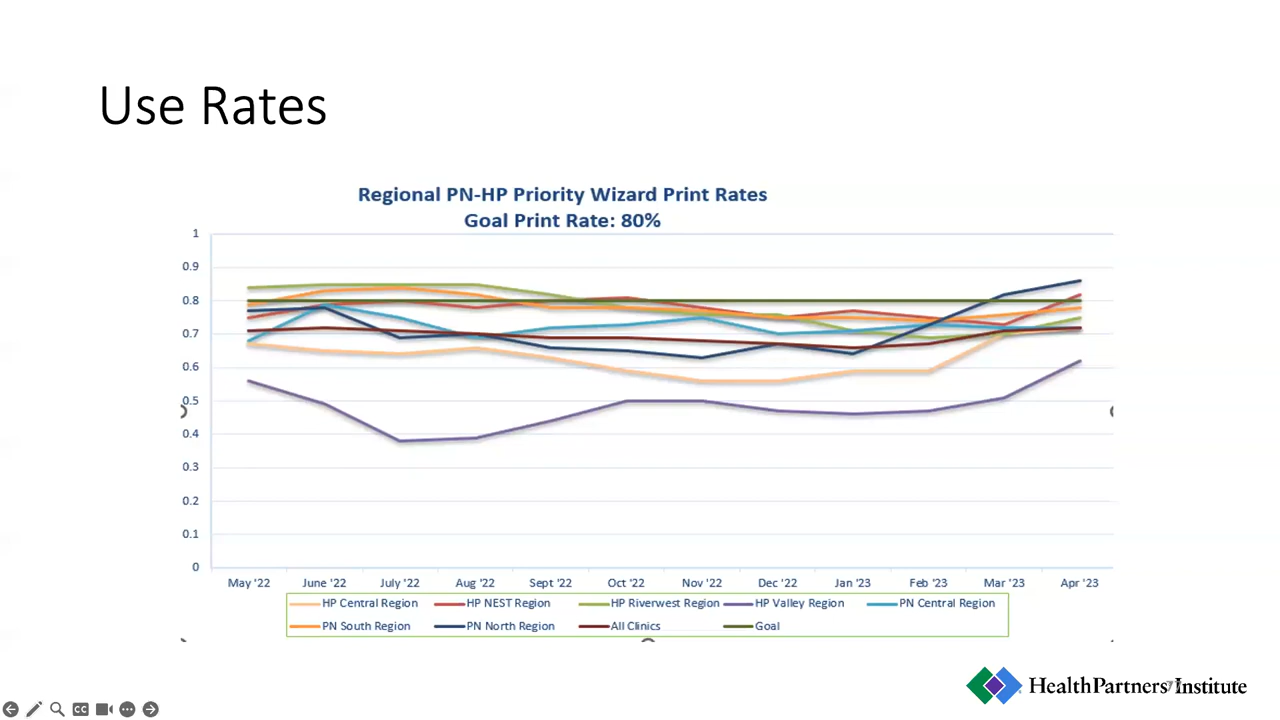 Use Rates
Regional PN-HP Priority Wizard Print Rates
Goal Print Rate: 80%
1
0.9
0.8
0.7
0.6
0.5
0.4
0.3
0.2
0.1
0
May '22 June '22 July '22 Aug '22 Sept '22 Oct '22 Nov '22 Dec '22 Jan '23 Feb '23 Mar '23 Apr '23
HP Central Region HP NEST Region HP Riverwest Region HP Valley Region PN Central Region
PN South Region PN North Region All Clinics Goal
HealthPartners Institute
CC